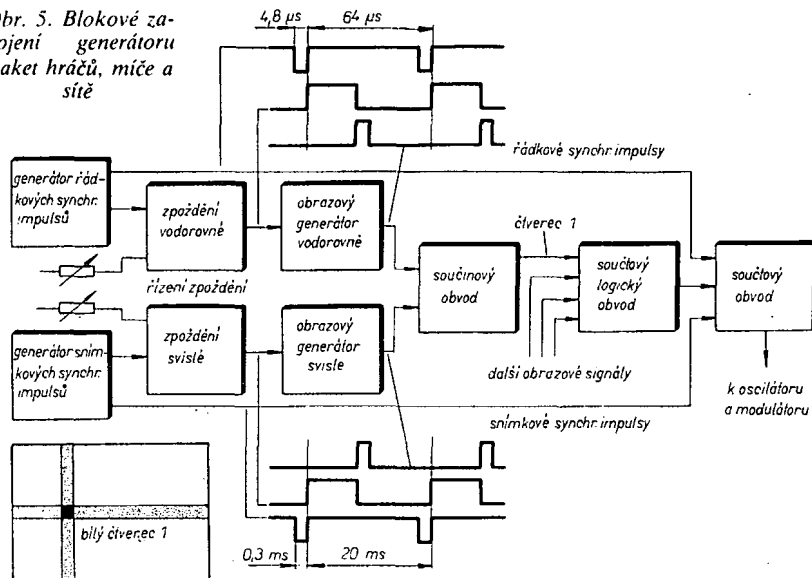 Obr. 5. Blokové za-
pojení generátoru
raket hráčů, míče a
sítě
4,8 µs
64 µs
řádkové synchr. impulsy
generátor řád-
kových synchr.
impulsů
zpoždění
vodorovné
obrazový
generátor
vodorovně
čtverec 1
řízení zpoždění
součinový
obvod
součtový
logický
obvod
součtový
obvod
generátor sním-
kových synchr.
impulsů
zpoždění
svislé
obrazový
generátor
svisle
další obrazové signály
k oscilátoru
a modulátoru
snímkové synchr. impulsy
bílý čtverec 1
0,3 ms
20 ms